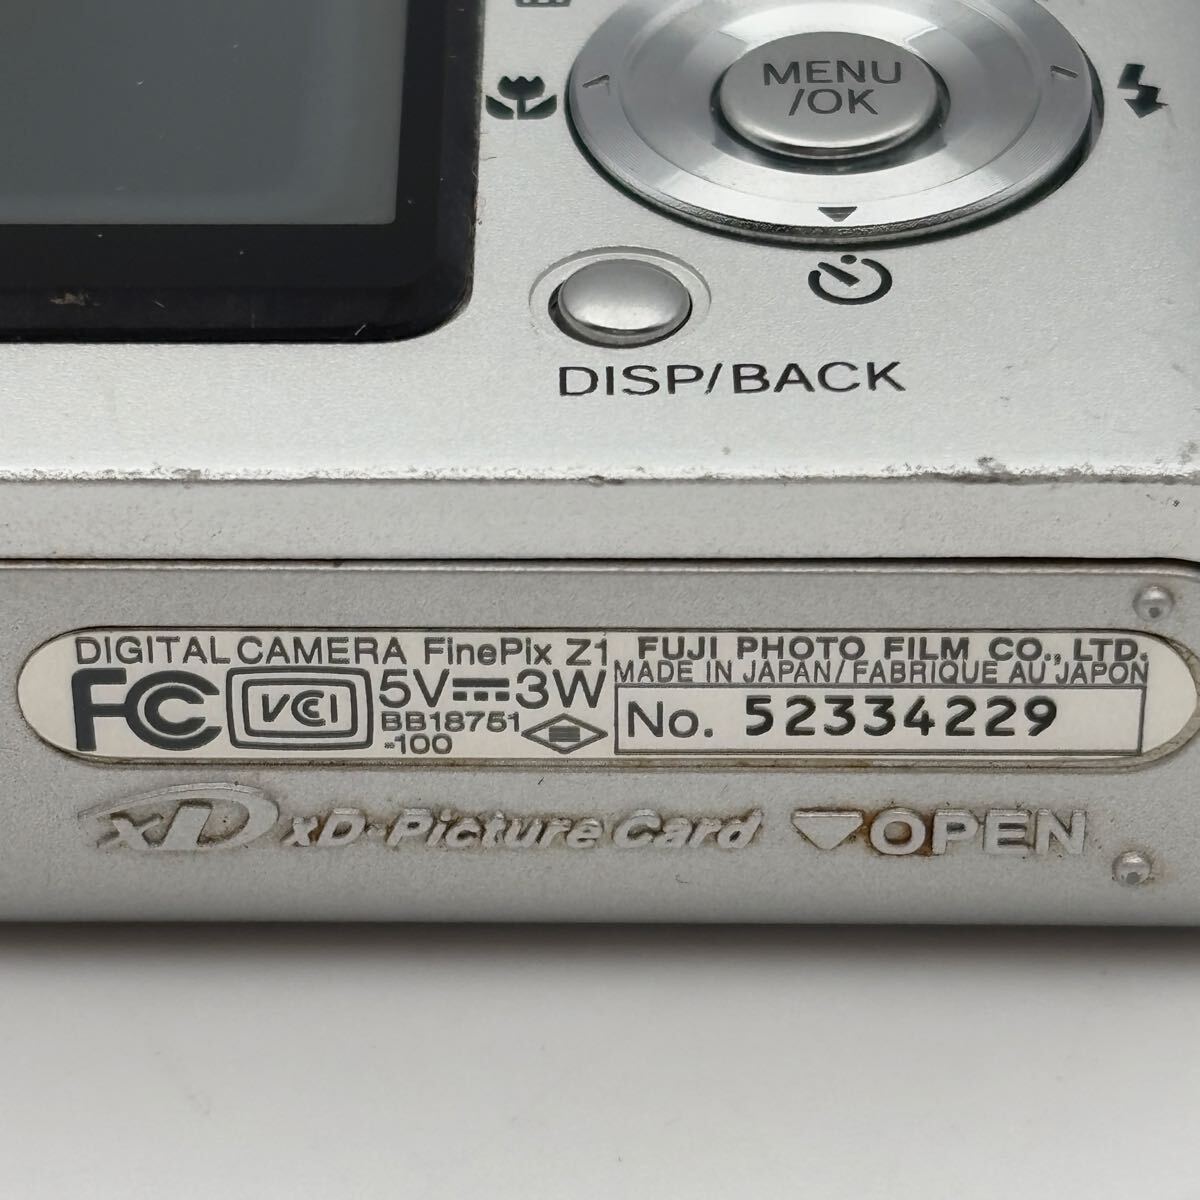 MENU
/OK
DISP/BACK
DIGITAL CAMERA FinePix Z1
FUJI PHOTO FILM CO., LTD.
MADE IN JAPAN/FABRIQUE AU JAPON
FC
VCCI
5V 3W
BB18751
-100
No. 52334229
xD xD-Picture Card ▼OPEN